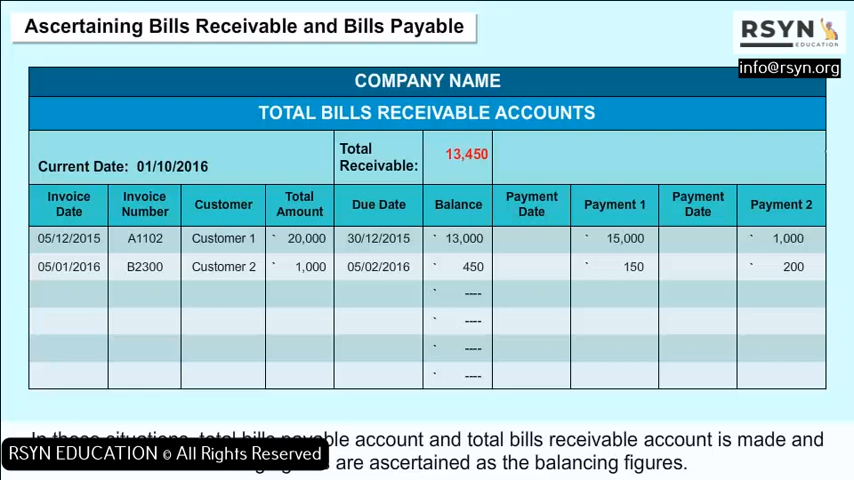 Ascertaining Bills Receivable and Bills Payable
RSYN
EDUCATION
info@rsyn.org
COMPANY NAME
TOTAL BILLS RECEIVABLE ACCOUNTS
Current Date: 01/10/2016 Total Receivable: 13,450
Invoice Date Invoice Number Customer Total Amount Due Date Balance Payment Date Payment 1 Payment Date Payment 2
05/12/2015 A1102 Customer 1 ` 20,000 30/12/2015 ` 13,000 ` 15,000 ` 1,000
05/01/2016 B2300 Customer 2 ` 1,000 05/02/2016 ` 450 ` 150 ` 200
` ----
` ----
` ----
` ----
In these situations, total bills payable account and total bills receivable account is made and
are ascertained as the balancing figures.
RSYN EDUCATION © All Rights Reserved